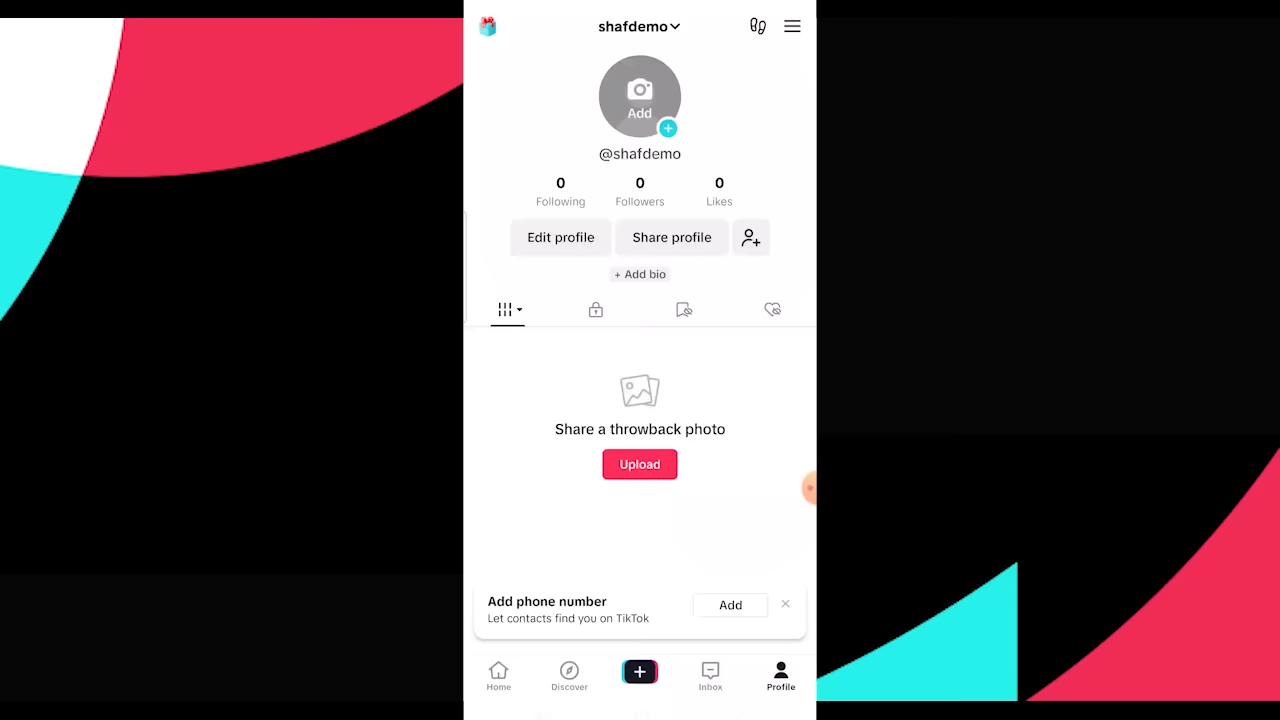 shafdemo
Add
@shafdemo
0 0 0
Following Followers Likes
Edit profile Share profile
+ Add bio
Share a throwback photo
Upload
Add phone number
Let contacts find you on TikTok
Add
Home Discover Inbox Profile